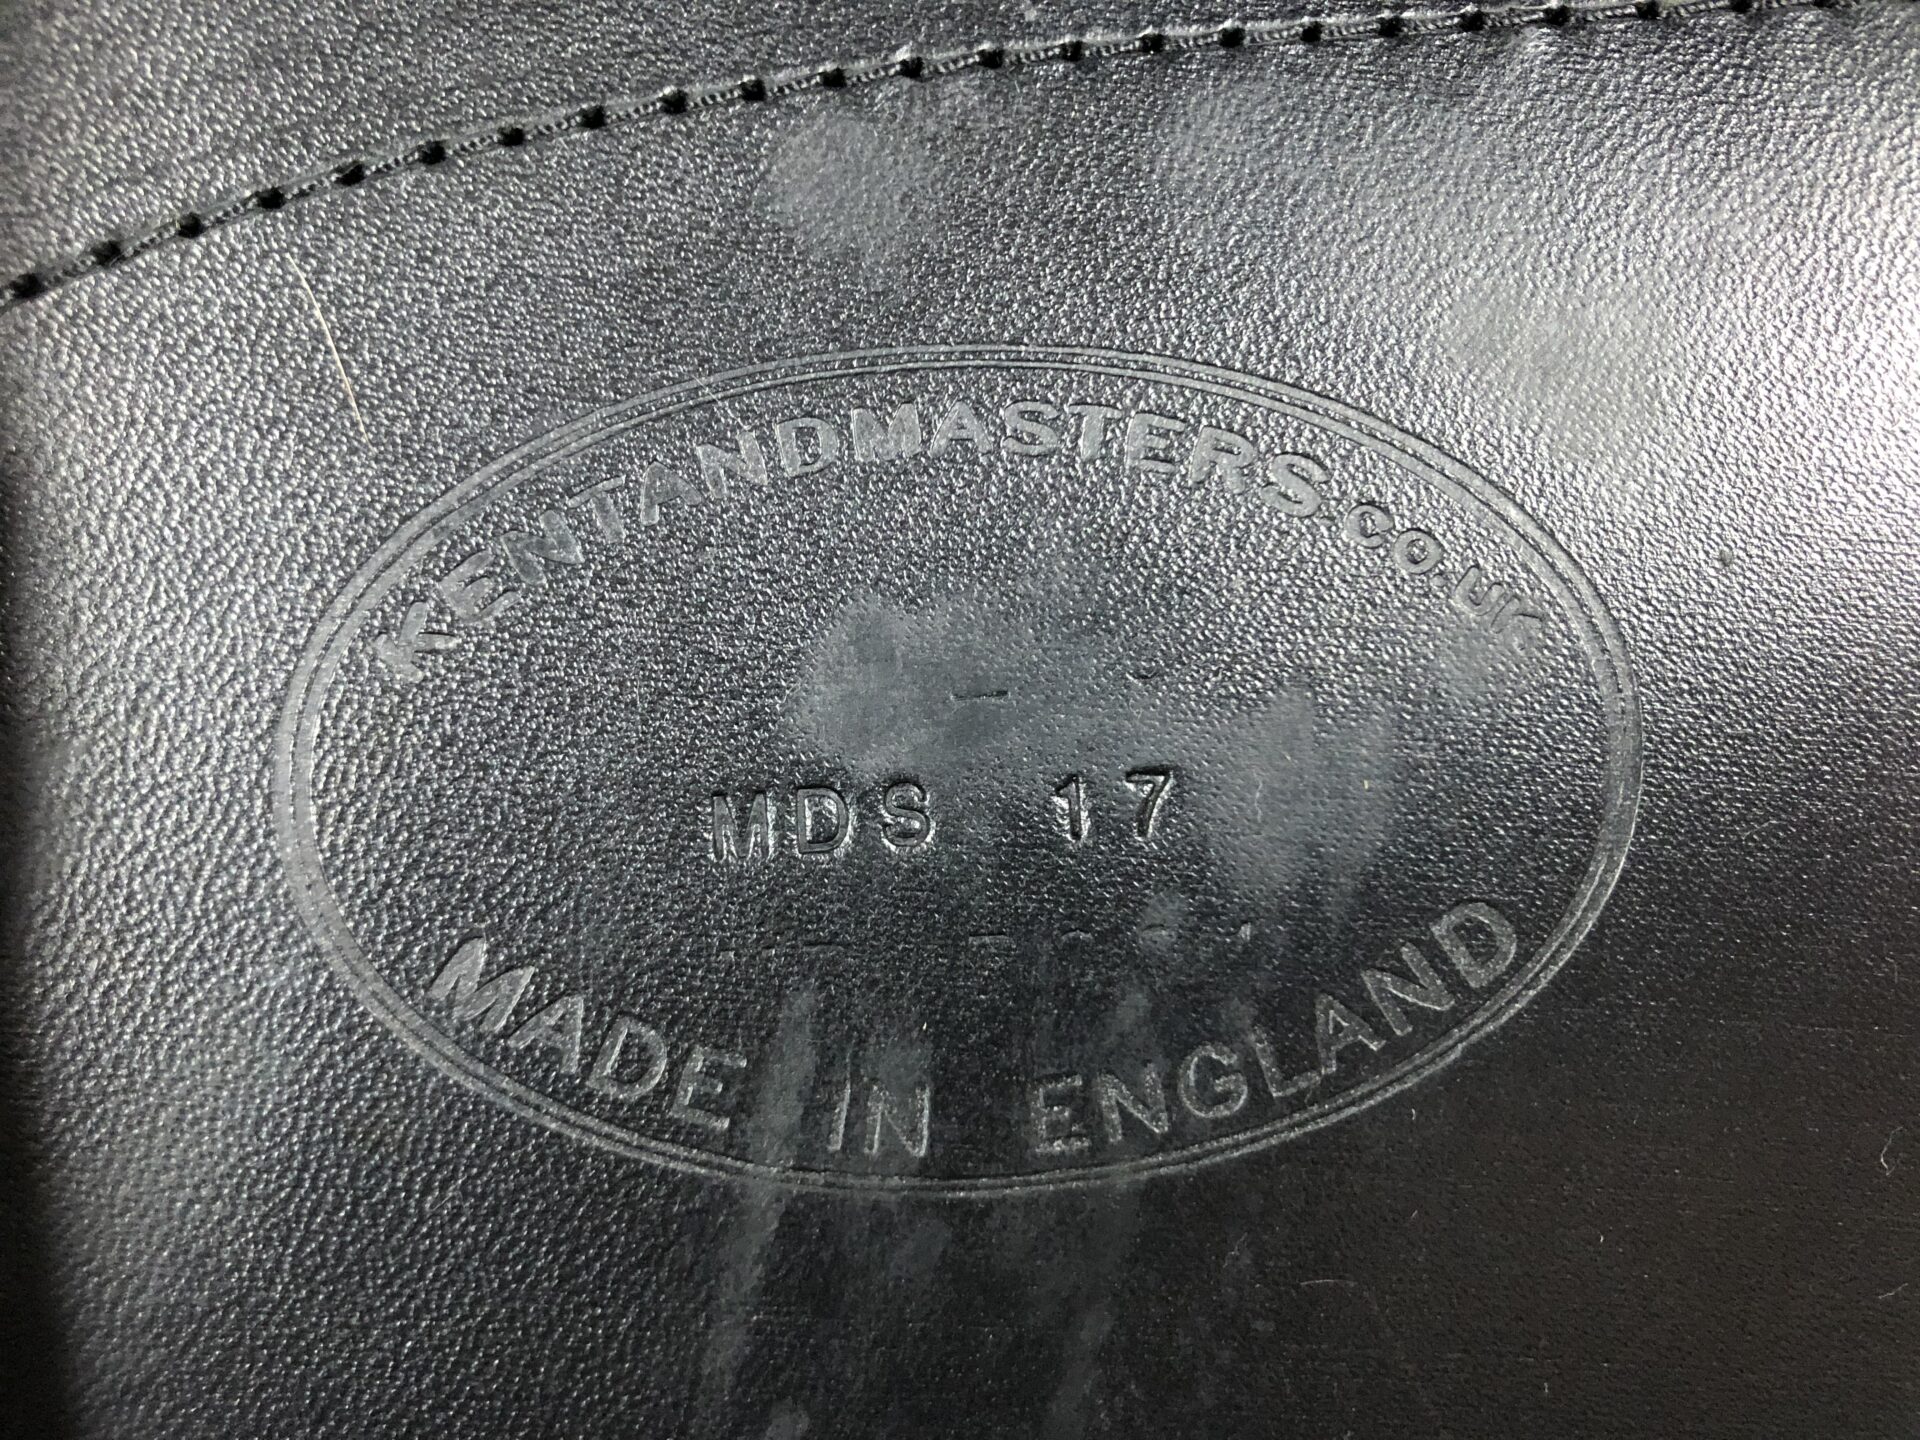 KENTANDMASTERS.CO.UK
MDS 17
MADE IN ENGLAND